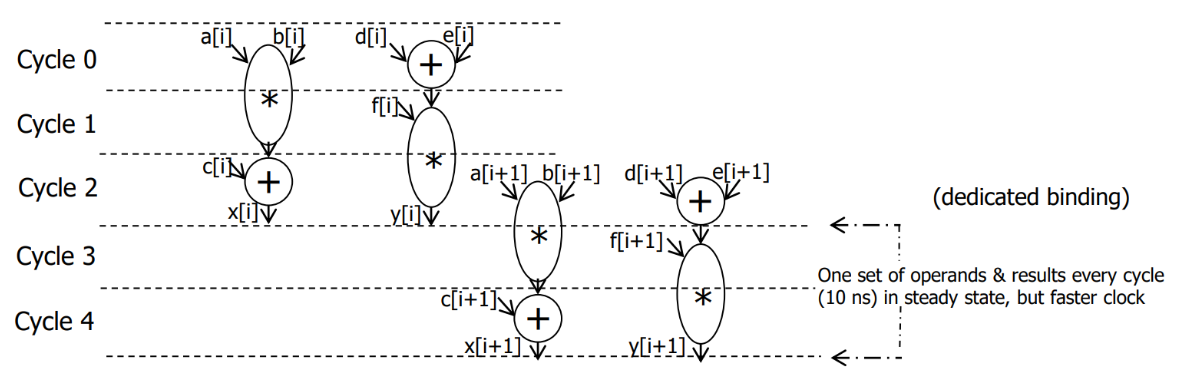 a[i] b[i] d[i] e[i]
Cycle 0
+
*
f[i]
Cycle 1
*
c[i]
Cycle 2
+
a[i+1] b[i+1] d[i+1] e[i+1]
+
(dedicated binding)
x[i] y[i]
*
f[i+1]
Cycle 3
One set of operands & results every cycle
(10 ns) in steady state, but faster clock
c[i+1]
*
Cycle 4
+
x[i+1] y[i+1]